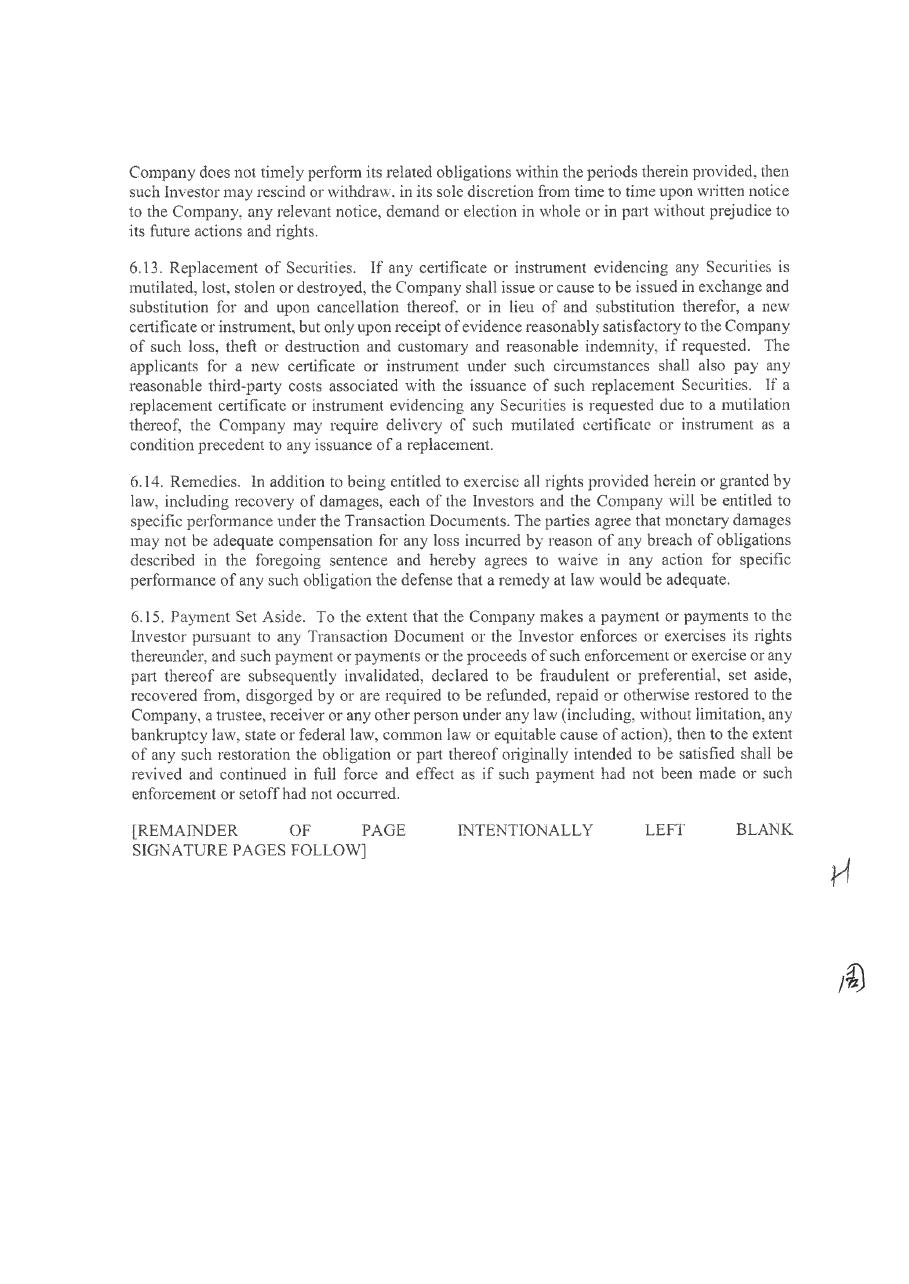 Company does not timely perform its related obligations within the periods therein provided, then
such Investor may rescind or withdraw, in its sole discretion from time to time upon written notice
to the Company, any relevant notice, demand or election in whole or in part without prejudice to
its future actions and rights.
6.13. Replacement of Securities. If any certificate or instrument evidencing any Securities is
mutilated, lost, stolen or destroyed, the Company shall issue or cause to be issued in exchange and
substitution for and upon cancellation thereof, or in lieu of and substitution therefor, a new
certificate or instrument, but only upon receipt of evidence reasonably satisfactory to the Company
of such loss, theft or destruction and customary and reasonable indemnity, if requested. The
applicants for a new certificate or instrument under such circumstances shall also pay any
reasonable third-party costs associated with the issuance of such replacement Securities. If a
replacement certificate or instrument evidencing any Securities is requested due to a mutilation
thereof, the Company may require delivery of such mutilated certificate or instrument as a
condition precedent to any issuance of a replacement.
6.14. Remedies. In addition to being entitled to exercise all rights provided herein or granted by
law, including recovery of damages, each of the Investors and the Company will be entitled to
specific performance under the Transaction Documents. The parties agree that monetary damages
may not be adequate compensation for any loss incurred by reason of any breach of obligations
described in the foregoing sentence and hereby agrees to waive in any action for specific
performance of any such obligation the defense that a remedy at law would be adequate.
6.15. Payment Set Aside. To the extent that the Company makes a payment or payments to the
Investor pursuant to any Transaction Document or the Investor enforces or exercises its rights
thereunder, and such payment or payments or the proceeds of such enforcement or exercise or any
part thereof are subsequently invalidated, declared to be fraudulent or preferential, set aside,
recovered from, disgorged by or are required to be refunded, repaid or otherwise restored to the
Company, a trustee, receiver or any other person under any law (including, without limitation, any
bankruptcy law, state or federal law, common law or equitable cause of action), then to the extent
of any such restoration the obligation or part thereof originally intended to be satisfied shall be
revived and continued in full force and effect as if such payment had not been made or such
enforcement or setoff had not occurred.
[REMAINDER OF PAGE INTENTIONALLY LEFT BLANK
SIGNATURE PAGES FOLLOW]